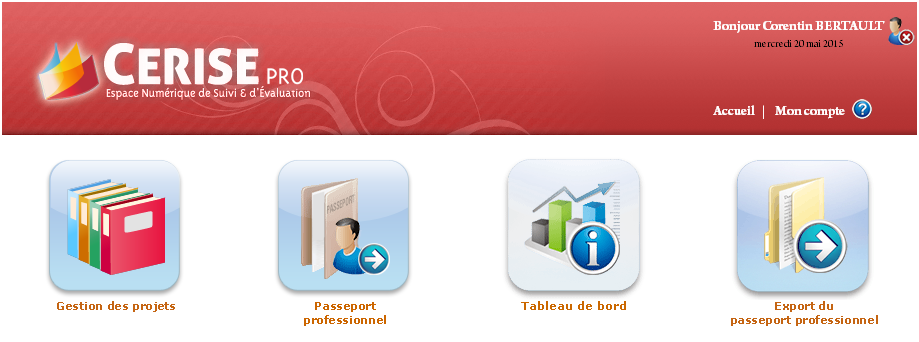 Bonjour Corentin BERTAULT
mercredi 20 mai 2015
CERISE PRO
Espace Numérique de Suivi & d'Évaluation
Accueil | Mon compte ?
PASSEPORT
i
Gestion des projets
Passeport
professionnel
Tableau de bord
Export du
passeport professionnel